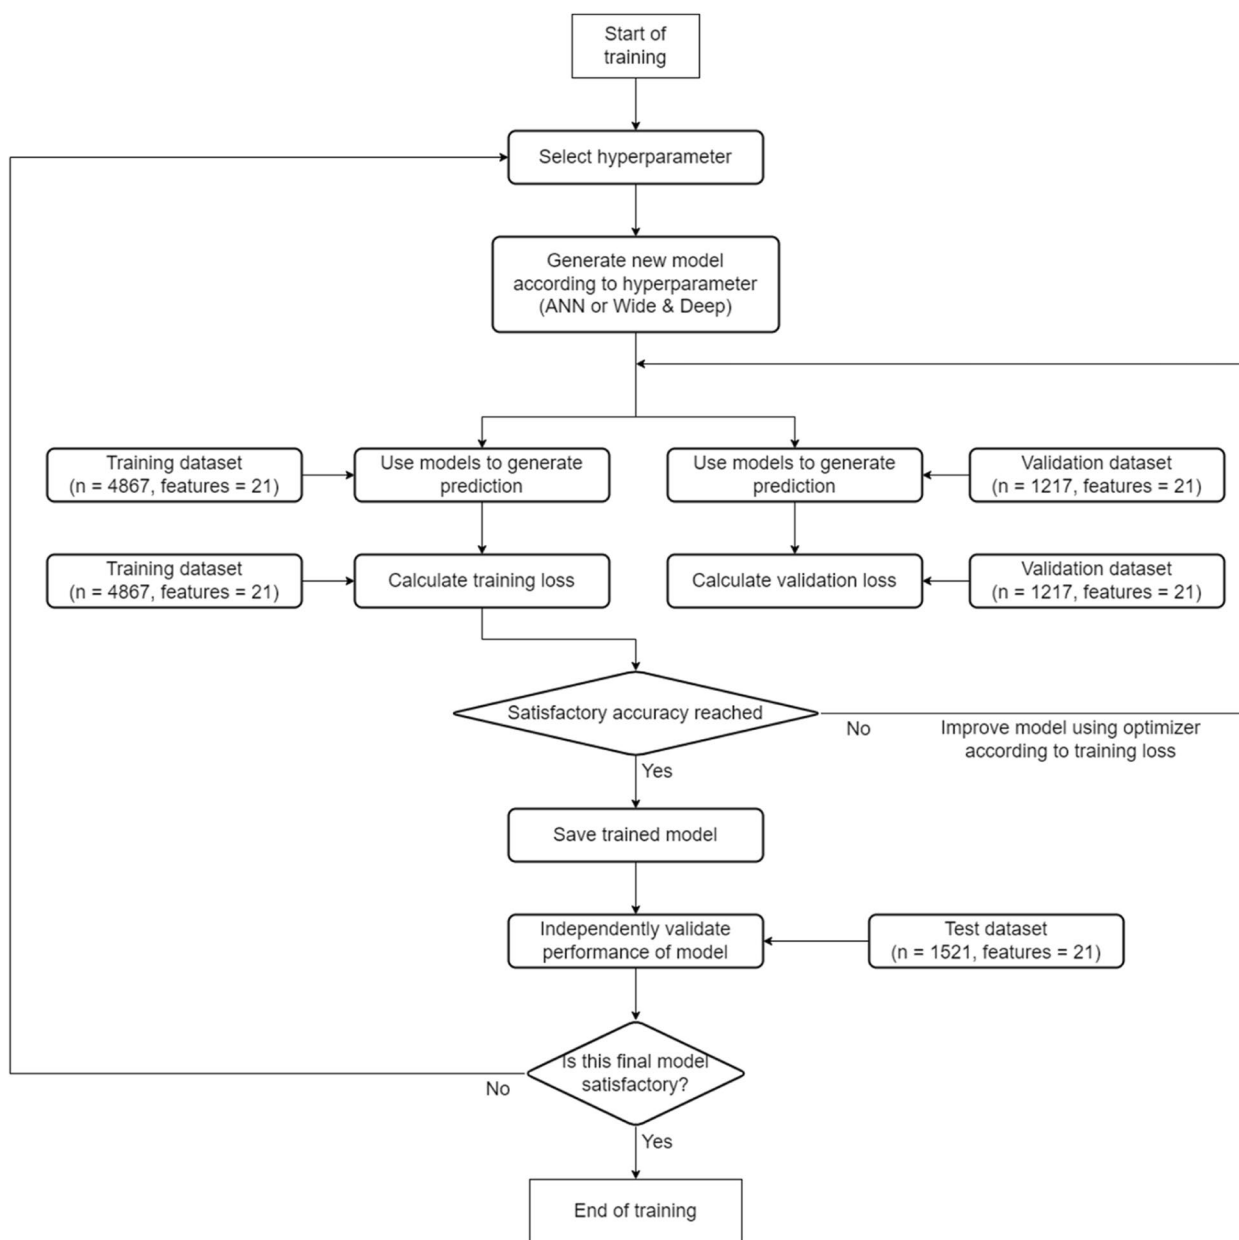 Start of
training
Select hyperparameter
Generate new model
according to hyperparameter
(ANN or Wide & Deep)
Training dataset
(n = 4867, features = 21)
Use models to generate
prediction
Use models to generate
prediction
Validation dataset
(n = 1217, features = 21)
Training dataset
(n = 4867, features = 21)
Calculate training loss
Calculate validation loss
Validation dataset
(n = 1217, features = 21)
Satisfactory accuracy reached
No
Improve model using optimizer
according to training loss
Yes
Save trained model
Independently validate
performance of model
Test dataset
(n = 1521, features = 21)
Is this final model
satisfactory?
No
Yes
End of training